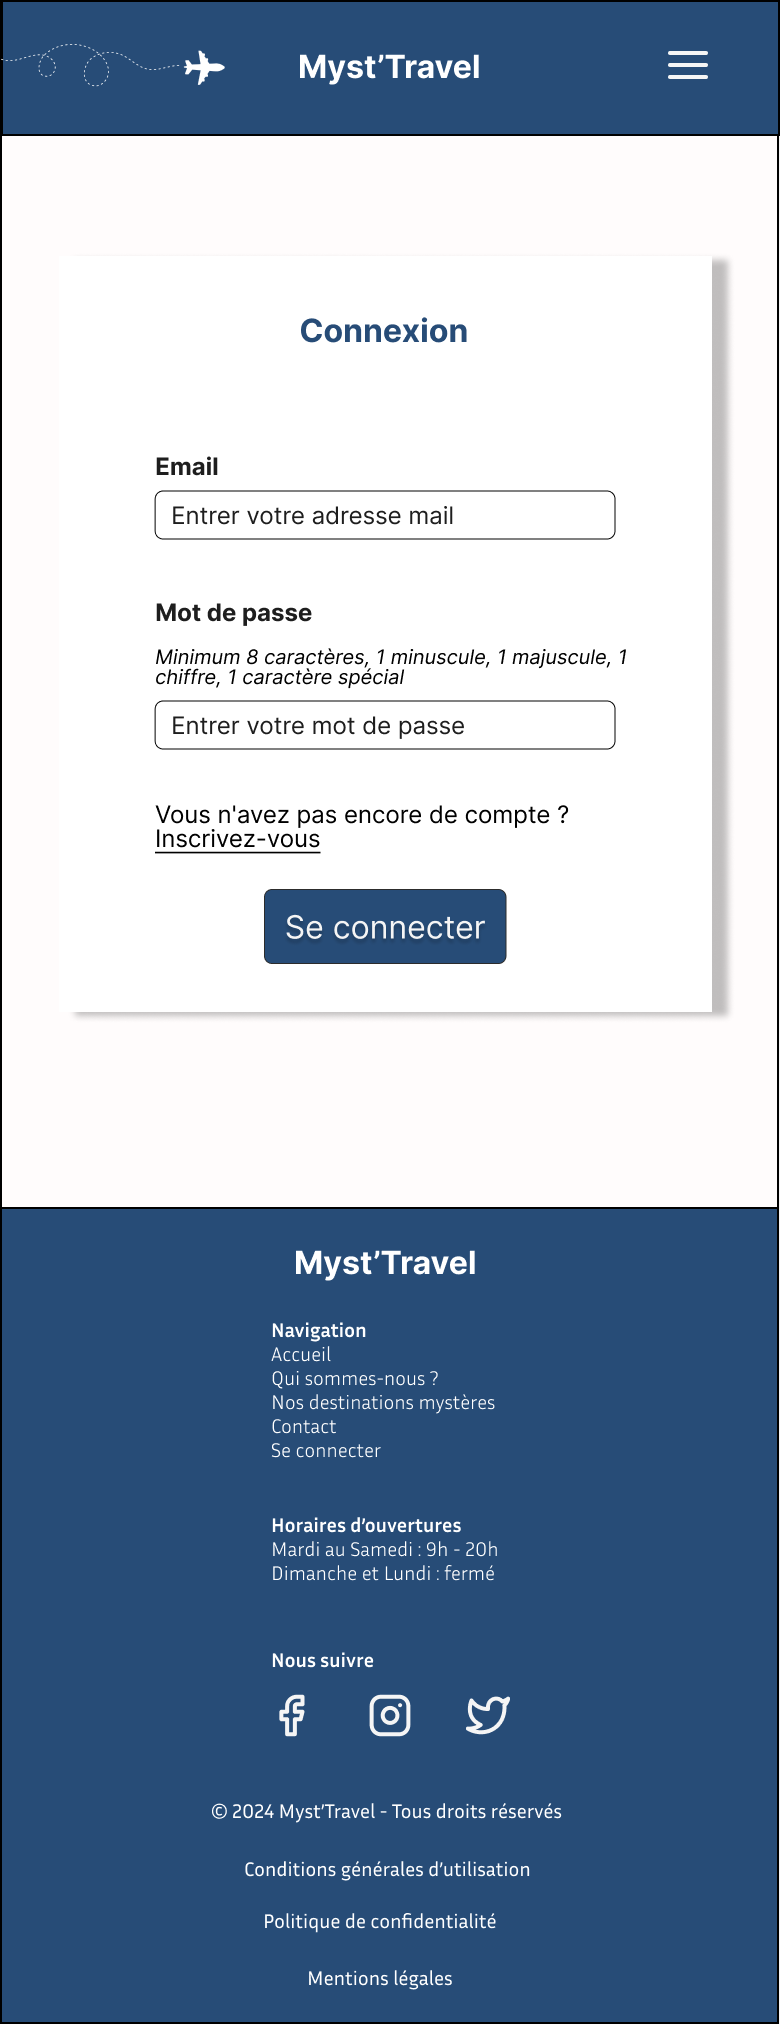 Myst’Travel
Connexion
Email
Entrer votre adresse mail
Mot de passe
Minimum 8 caractères, 1 minuscule, 1 majuscule, 1
chiffre, 1 caractère spécial
Entrer votre mot de passe
Vous n'avez pas encore de compte ?
Inscrivez-vous
Se connecter
Myst’Travel
Navigation
Accueil
Qui sommes-nous ?
Nos destinations mystères
Contact
Se connecter
Horaires d’ouvertures
Mardi au Samedi : 9h - 20h
Dimanche et Lundi : fermé
Nous suivre
© 2024 Myst’Travel - Tous droits réservés
Conditions générales d’utilisation
Politique de confidentialité
Mentions légales